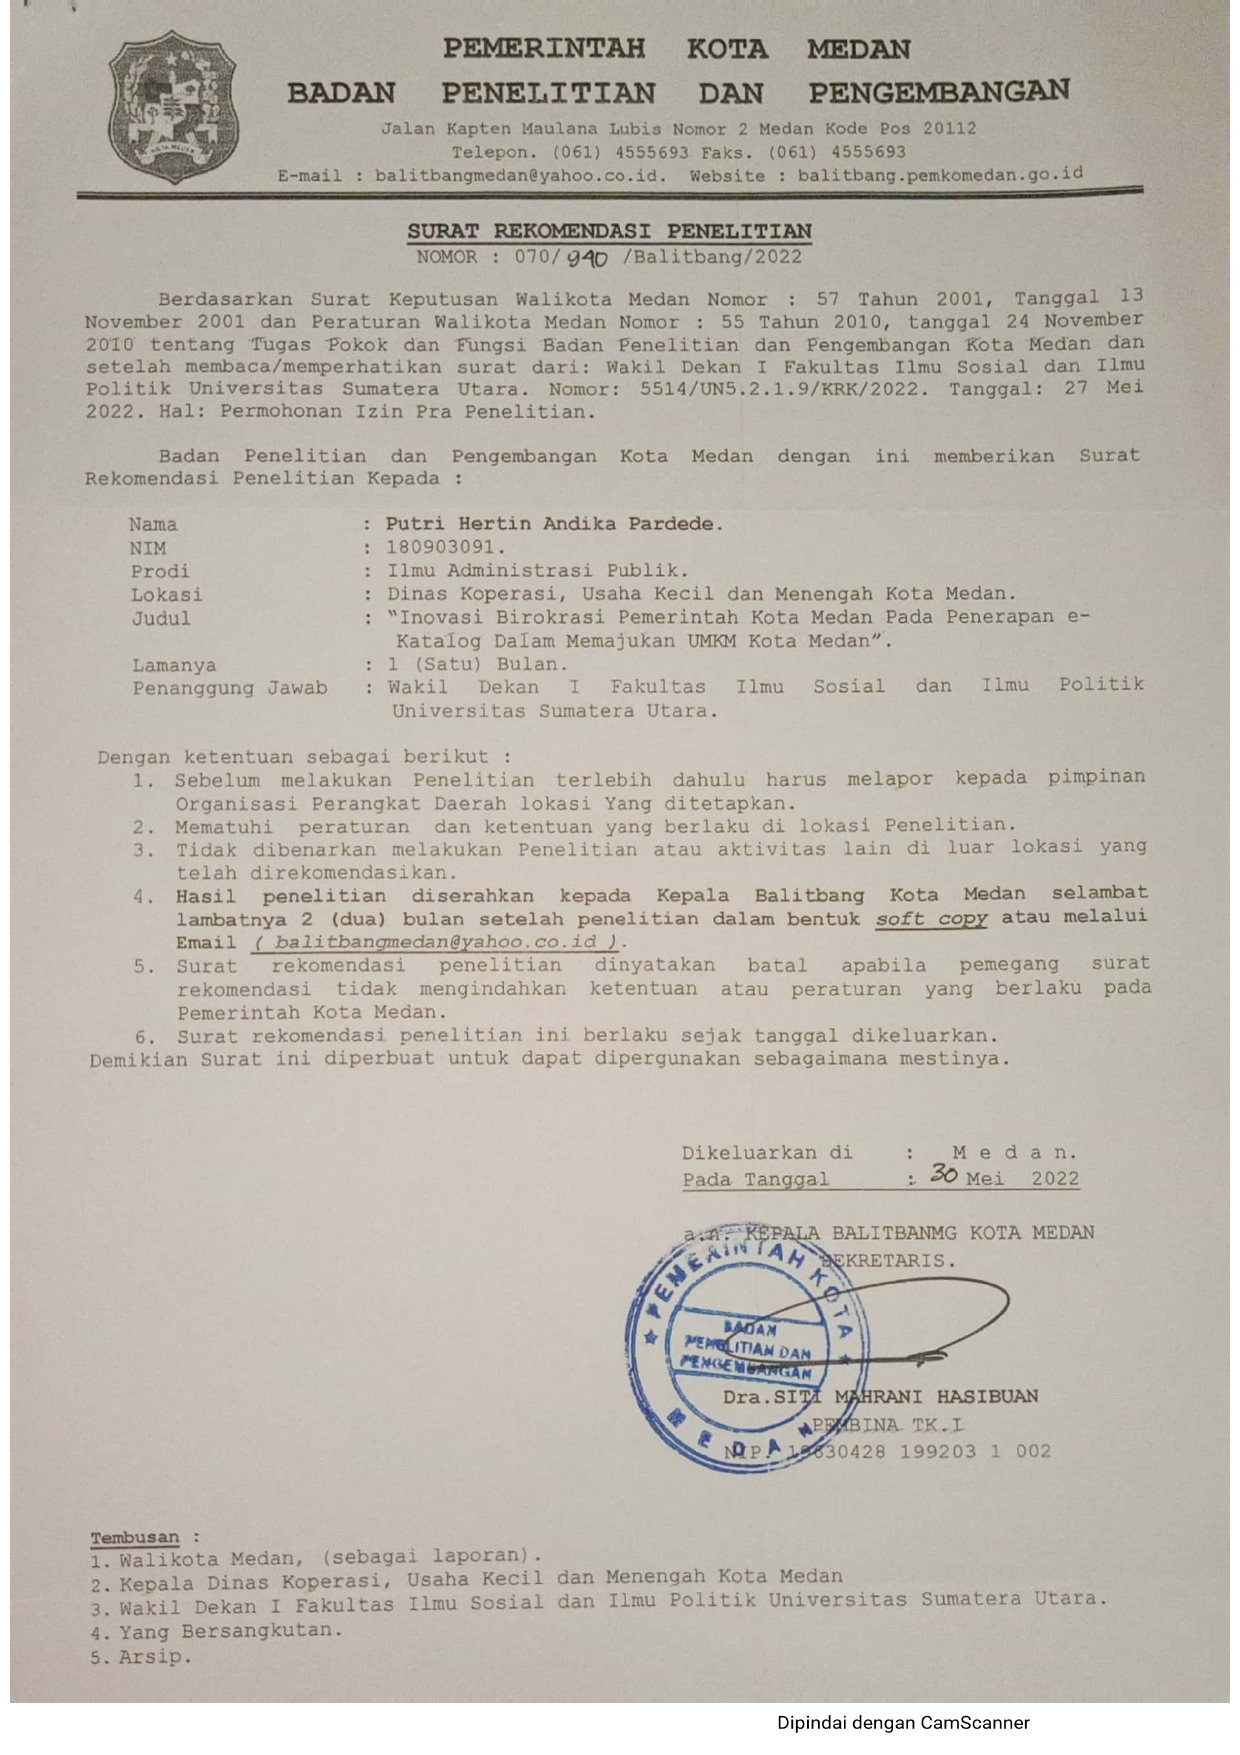 PEMERINTAH KOTA MEDAN
BADAN PENELITIAN DAN PENGEMBANGAN
Jalan Kapten Maulana Lubis Nomor 2 Medan Kode Pos 20112
Telepon. (061) 4555693 Faks. (061) 4555693
E-mail : balitbangmedan@yahoo.co.id. Website : balitbang.pemkomedan.go.id
SURAT REKOMENDASI PENELITIAN
NOMOR : 070/ 940 /Balitbang/2022
Berdasarkan Surat Keputusan Walikota Medan Nomor : 57 Tahun 2001, Tanggal 13
November 2001 dan Peraturan Walikota Medan Nomor : 55 Tahun 2010, tanggal 24 November
2010 tentang Tugas Pokok dan Fungsi Badan Penelitian dan Pengembangan Kota Medan dan
setelah membaca/memperhatikan surat dari: Wakil Dekan I Fakultas Ilmu Sosial dan Ilmu
Politik Universitas Sumatera Utara. Nomor: 5514/UN5.2.1.9/KRK/2022. Tanggal: 27 Mei
2022. Hal: Permohonan Izin Pra Penelitian.
Badan Penelitian dan Pengembangan Kota Medan dengan ini memberikan Surat
Rekomendasi Penelitian Kepada :
Nama : Putri Hertin Andika Pardede.
NIM : 180903091.
Prodi : Ilmu Administrasi Publik.
Lokasi : Dinas Koperasi, Usaha Kecil dan Menengah Kota Medan.
Judul : "Inovasi Birokrasi Pemerintah Kota Medan Pada Penerapan e-
Katalog Dalam Memajukan UMKM Kota Medan".
Lamanya : 1 (Satu) Bulan.
Penanggung Jawab : Wakil Dekan I Fakultas Ilmu Sosial dan Ilmu Politik
Universitas Sumatera Utara.
Dengan ketentuan sebagai berikut :
1. Sebelum melakukan Penelitian terlebih dahulu harus melapor kepada pimpinan
Organisasi Perangkat Daerah lokasi Yang ditetapkan.
2. Mematuhi peraturan dan ketentuan yang berlaku di lokasi Penelitian.
3. Tidak dibenarkan melakukan Penelitian atau aktivitas lain di luar lokasi yang
telah direkomendasikan.
4. Hasil penelitian diserahkan kepada Kepala Balitbang Kota Medan selambat
lambatnya 2 (dua) bulan setelah penelitian dalam bentuk soft copy atau melalui
Email ( balitbangmedan@yahoo.co.id ).
5. Surat rekomendasi penelitian dinyatakan batal apabila pemegang surat
rekomendasi tidak mengindahkan ketentuan atau peraturan yang berlaku pada
Pemerintah Kota Medan.
6. Surat rekomendasi penelitian ini berlaku sejak tanggal dikeluarkan.
Demikian Surat ini diperbuat untuk dapat dipergunakan sebagaimana mestinya.
Dikeluarkan di : M e d a n.
Pada Tanggal : 30 Mei 2022
a.n. KEPALA BALITBANMG KOTA MEDAN
SEKRETARIS.
PEMERINTAH KOTA
BADAN
PENELITIAN DAN
PENGEMBANGAN
MEDAN
Dra.SITI MAHRANI HASIBUAN
PEMBINA TK.I
NIP. 19630428 199203 1 002
Tembusan :
1. Walikota Medan, (sebagai laporan).
2. Kepala Dinas Koperasi, Usaha Kecil dan Menengah Kota Medan
3. Wakil Dekan I Fakultas Ilmu Sosial dan Ilmu Politik Universitas Sumatera Utara.
4. Yang Bersangkutan.
5. Arsip.
Dipindai dengan CamScanner